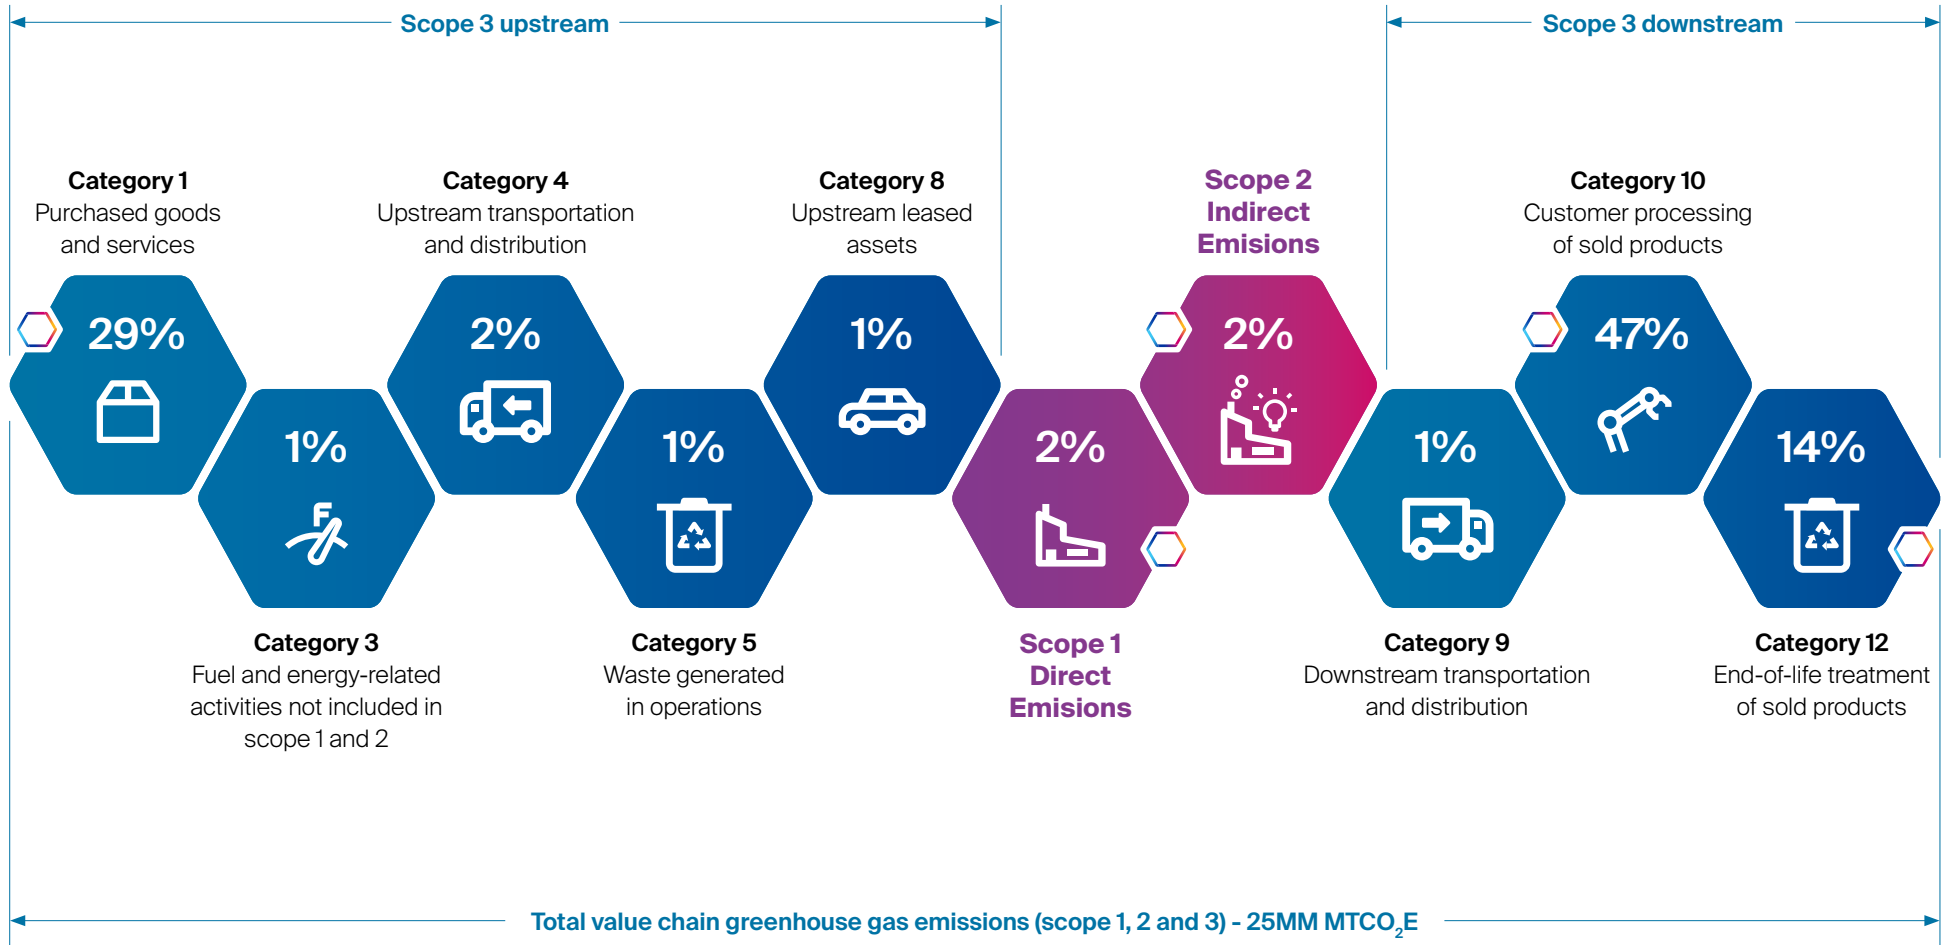 Scope 3 upstream
Scope 3 downstream
Category 1
Purchased goods
and services
29%
Category 4
Upstream transportation
and distribution
2%
Category 8
Upstream leased
assets
1%
Scope 2
Indirect
Emisions
2%
Category 10
Customer processing
of sold products
47%
1%
F
Category 3
Fuel and energy-related
activities not included in
scope 1 and 2
1%
Category 5
Waste generated
in operations
2%
Scope 1
Direct
Emisions
1%
Category 9
Downstream transportation
and distribution
14%
Category 12
End-of-life treatment
of sold products
Total value chain greenhouse gas emissions (scope 1, 2 and 3) - 25MM MTCO₂E